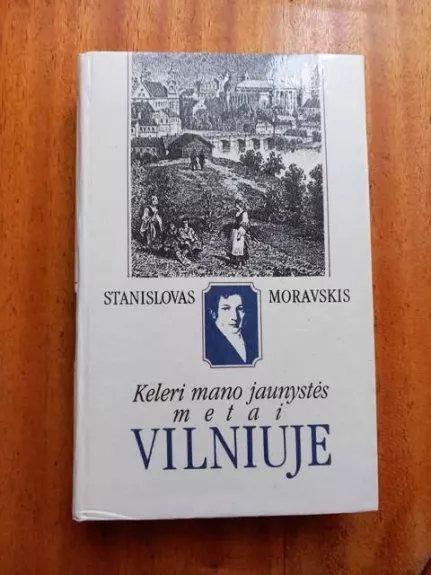 STANISLOVAS MORAVSKIS
Keleri mano jaunystės
metai
VILNIUJE